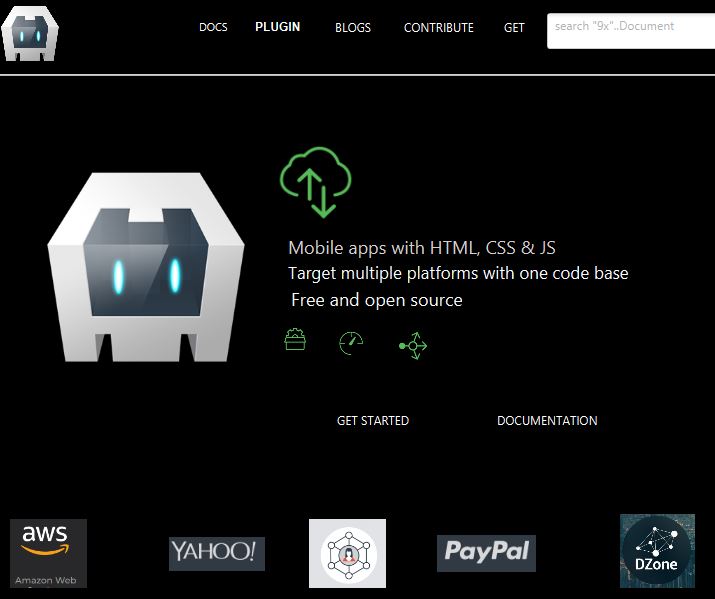 DOCS PLUGIN BLOGS CONTRIBUTE GET search "9x"..Document
Mobile apps with HTML, CSS & JS
Target multiple platforms with one code base
Free and open source
GET STARTED DOCUMENTATION
aws
Amazon Web
YAHOO!
PayPal
DZone